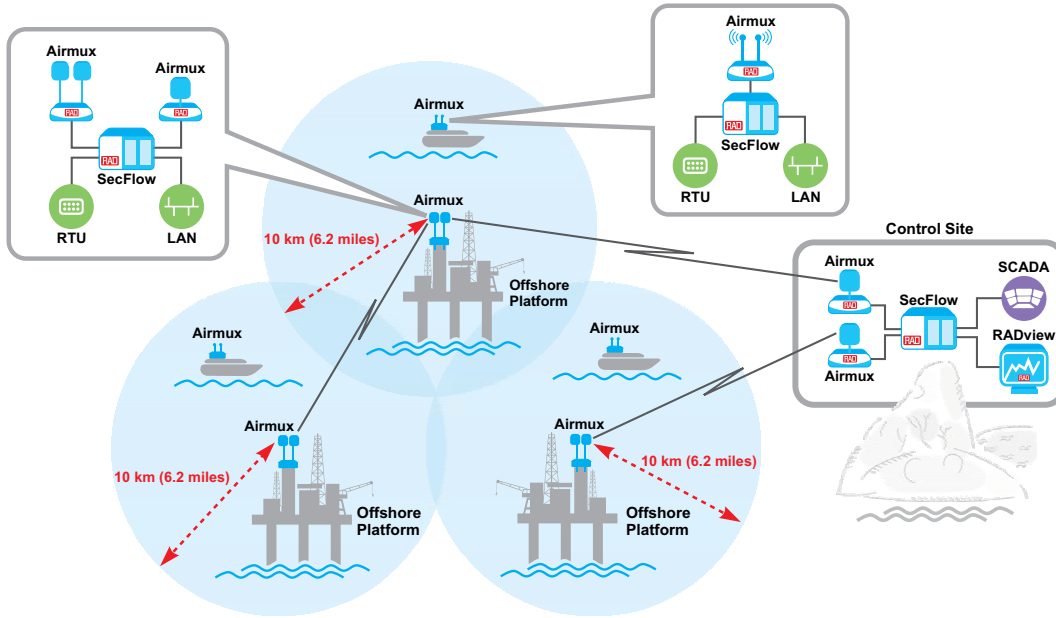 Airmux
Airmux
RAD
RAD
RAD
SecFlow
RTU
LAN
Airmux
Airmux
RAD
RAD
SecFlow
RTU
LAN
Airmux
10 km (6.2 miles)
Offshore
Platform
Control Site
Airmux
SCADA
SecFlow
RAD
RAD
RADview
RAD
Airmux
RAD
Airmux
Airmux
Airmux
10 km (6.2 miles)
Offshore
Platform
Airmux
10 km (6.2 miles)
Offshore
Platform